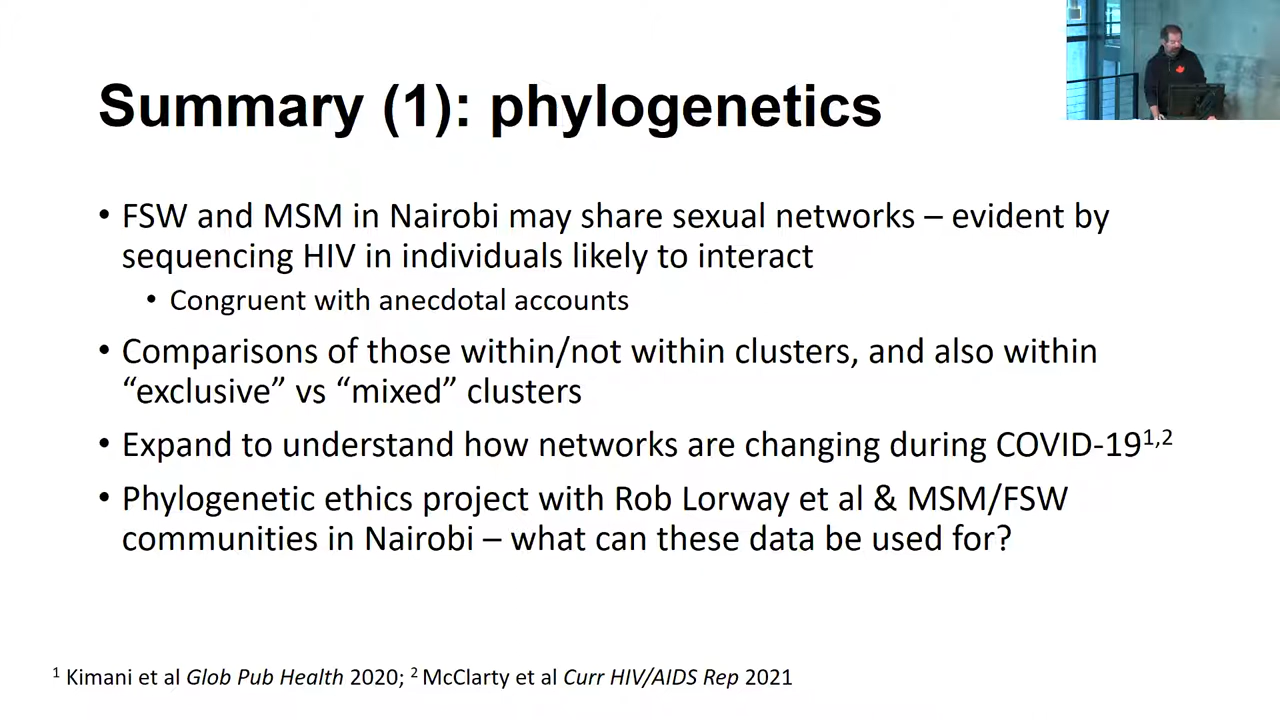 Summary (1): phylogenetics
• FSW and MSM in Nairobi may share sexual networks – evident by
sequencing HIV in individuals likely to interact
• Congruent with anecdotal accounts
• Comparisons of those within/not within clusters, and also within
“exclusive” vs “mixed” clusters
• Expand to understand how networks are changing during COVID-19¹,²
• Phylogenetic ethics project with Rob Lorway et al & MSM/FSW
communities in Nairobi – what can these data be used for?
¹ Kimani et al Glob Pub Health 2020; ² McClarty et al Curr HIV/AIDS Rep 2021